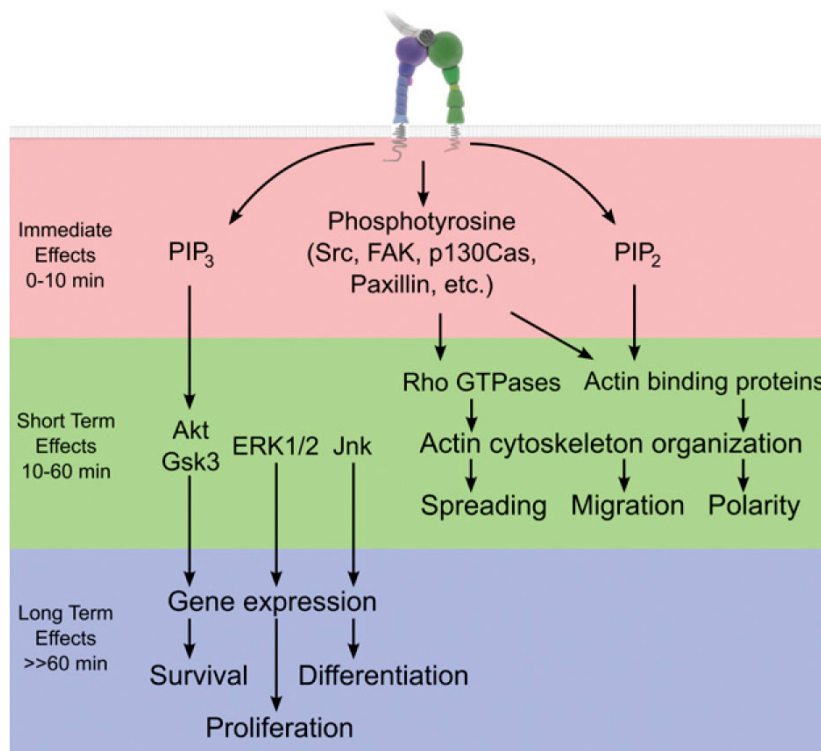 Immediate
Effects
0-10 min
PIP3
Phosphotyrosine
(Src, FAK, p130Cas,
Paxillin, etc.)
PIP2
Short Term
Effects
10-60 min
Akt
Gsk3
ERK1/2
Jnk
Rho GTPases
Actin binding proteins
Actin cytoskeleton organization
Spreading
Migration
Polarity
Long Term
Effects
>>60 min
Gene expression
Survival
Differentiation
Proliferation